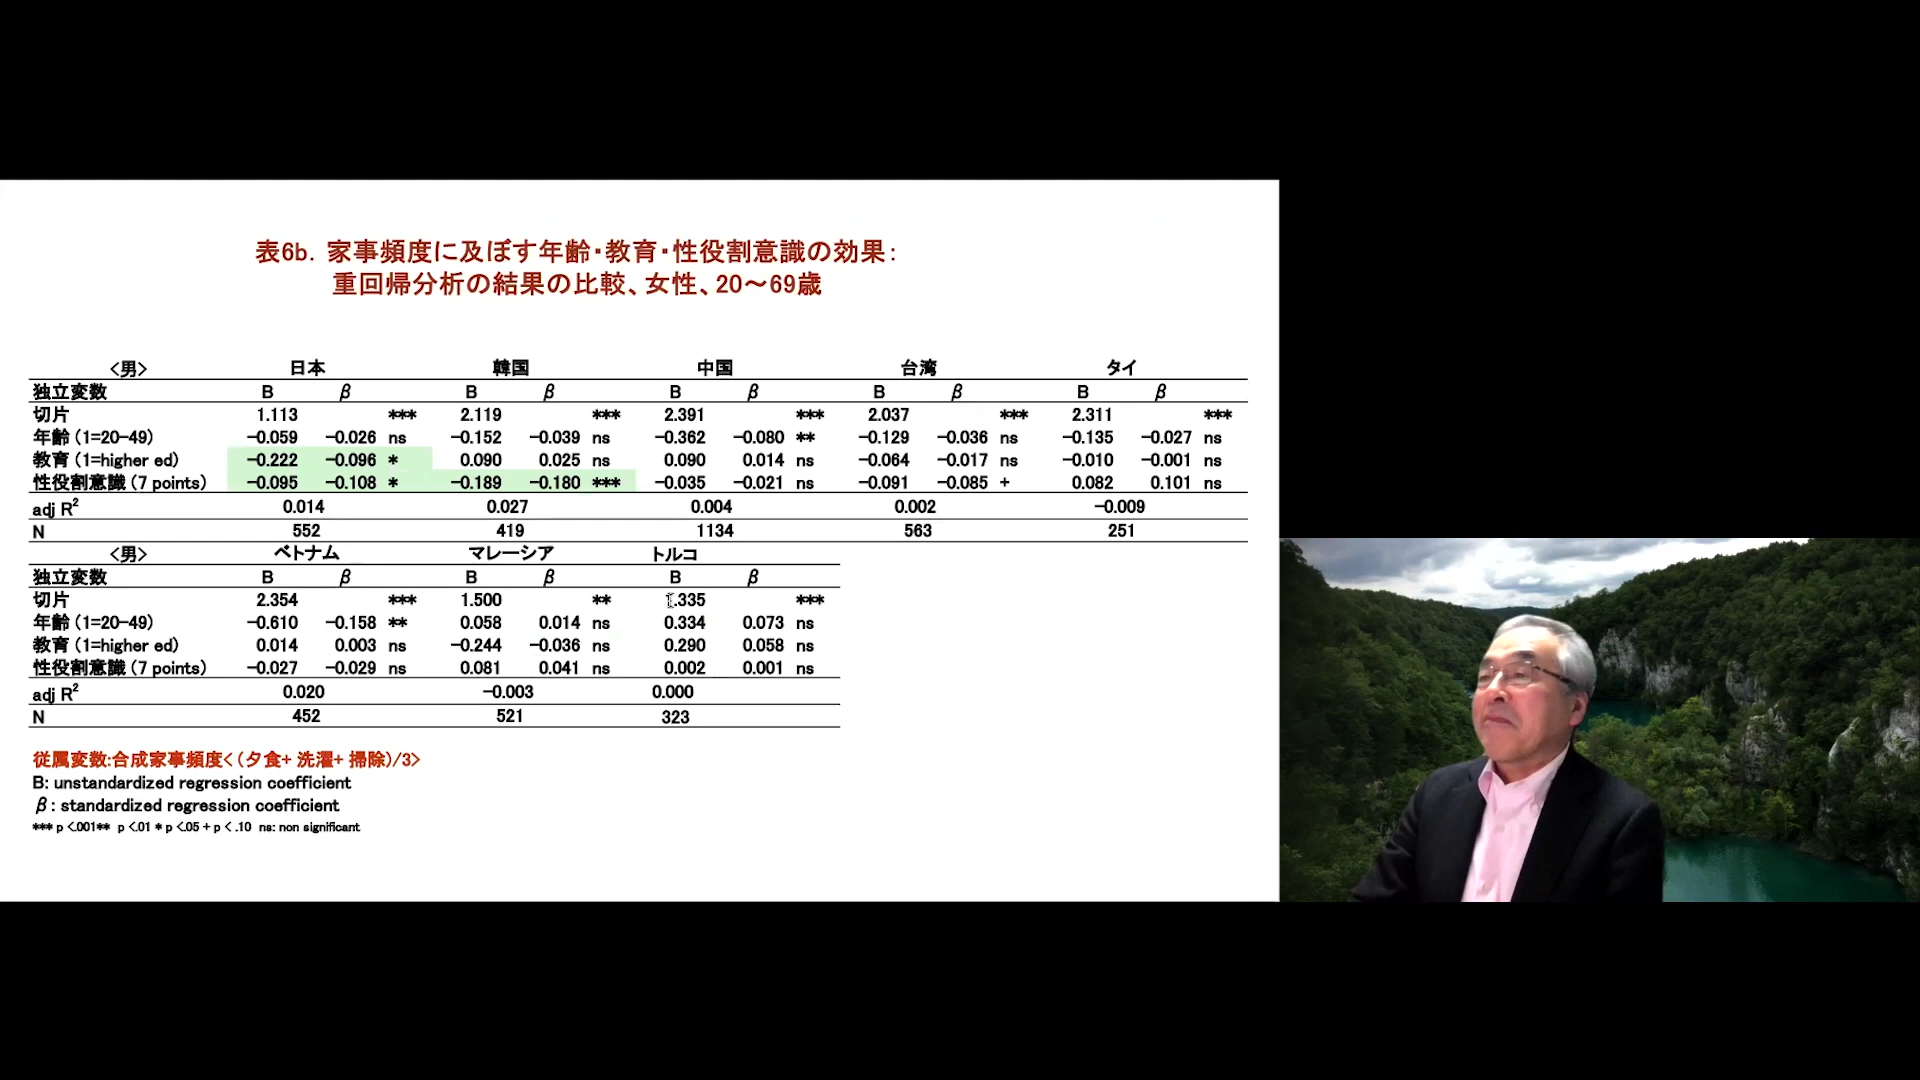 表6b. 家事頻度に及ぼす年齢・教育・性役割意識の効果:
重回帰分析の結果の比較、女性、20〜69歳
<男> 日本 韓国 中国 台湾 タイ
独立変数 B β B β B β B β B β
切片 1.113 *** 2.119 *** 2.391 *** 2.037 *** 2.311 ***
年齢 (1=20-49) -0.059 -0.026 ns -0.152 -0.039 ns -0.362 -0.080 ** -0.129 -0.036 ns -0.135 -0.027 ns
教育 (1=higher ed) -0.222 -0.096 * 0.090 0.025 ns 0.090 0.014 ns -0.064 -0.017 ns -0.010 -0.001 ns
性役割意識 (7 points) -0.095 -0.108 * -0.189 -0.180 *** -0.035 -0.021 ns -0.091 -0.085 + 0.082 0.101 ns
adj R² 0.014 0.027 0.004 0.002 -0.009
N 552 419 1134 563 251
<男> ベトナム マレーシア トルコ
独立変数 B β B β B β
切片 2.354 *** 1.500 ** .335 ***
年齢 (1=20-49) -0.610 -0.158 ** 0.058 0.014 ns 0.334 0.073 ns
教育 (1=higher ed) 0.014 0.003 ns -0.244 -0.036 ns 0.290 0.058 ns
性役割意識 (7 points) -0.027 -0.029 ns 0.081 0.041 ns 0.002 0.001 ns
adj R² 0.020 -0.003 0.000
N 452 521 323
従属変数:合成家事頻度<(夕食+ 洗濯+ 掃除)/3>
B: unstandardized regression coefficient
β: standardized regression coefficient
*** p <.001** p <.01 * p <.05 + p < .10 ns: non significant